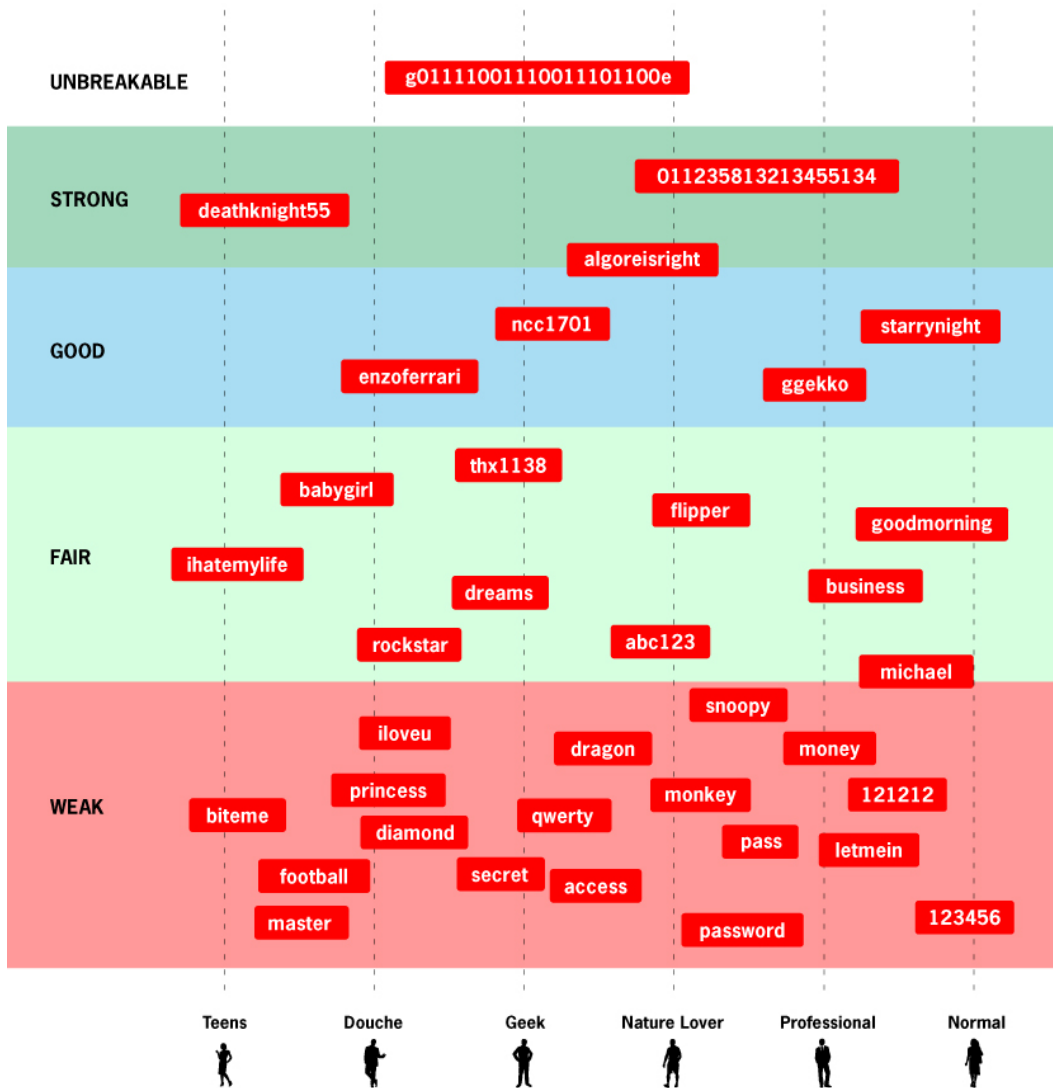 UNBREAKABLE
g01111001110011101100e
STRONG
011235813213455134
deathknight55
algoreisright
GOOD
ncc1701
starrynight
enzoferrari
ggekko
FAIR
thx1138
babygirl
flipper
goodmorning
ihatemylife
business
dreams
abc123
rockstar
michael
WEAK
snoopy
iloveu
dragon
money
princess
monkey
121212
biteme
qwerty
diamond
pass
letmein
football
secret
access
123456
master
password
Teens
Douche
Geek
Nature Lover
Professional
Normal